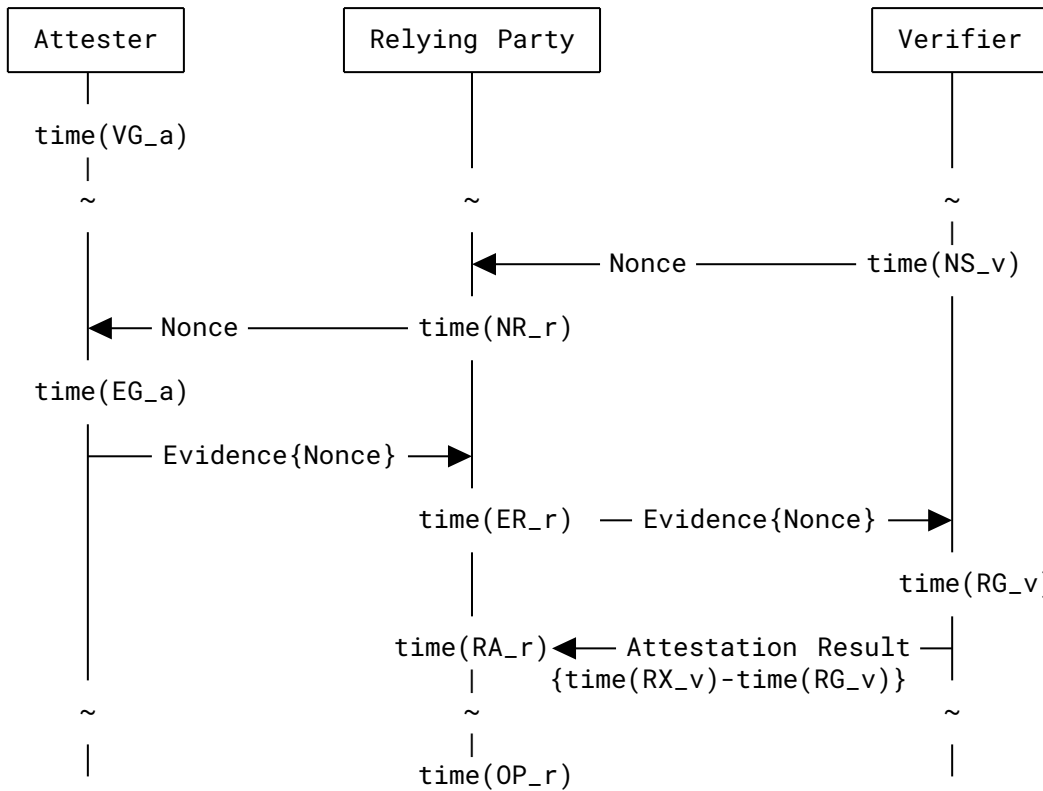 Attester Relying Party Verifier
time(VG_a)
~ ~ ~
Nonce time(NS_v)
Nonce time(NR_r)
time(EG_a)
Evidence{Nonce}
time(ER_r) Evidence{Nonce}
time(RG_v)
time(RA_r) Attestation Result
{time(RX_v)-time(RG_v)}
~ ~ ~
time(OP_r)